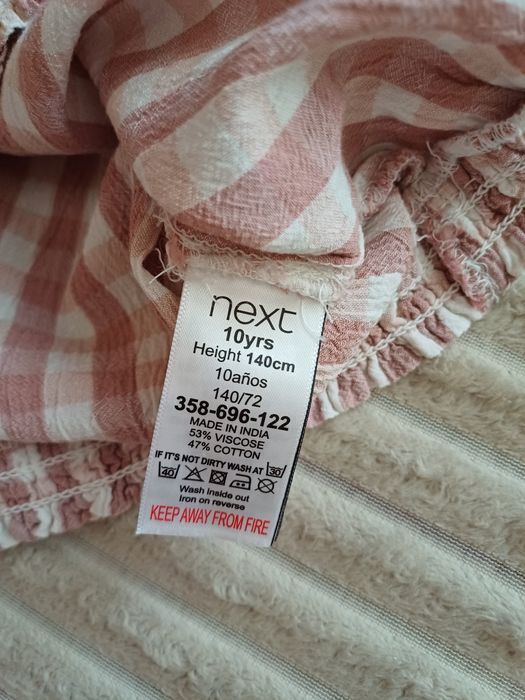 next
10yrs
Height 140cm
10años
140/72
358-696-122
MADE IN INDIA
53% VISCOSE
47% COTTON
IF IT'S NOT DIRTY WASH AT 30
40
Wash inside out
Iron on reverse
KEEP AWAY FROM FIRE